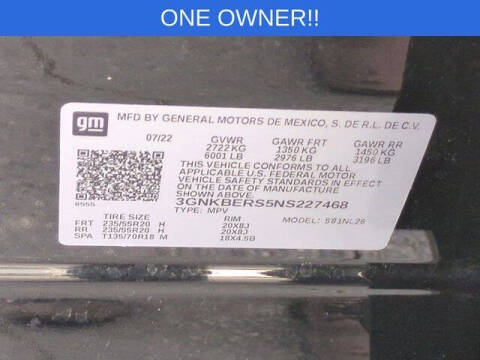 ONE OWNER!!
gm
MFD BY GENERAL MOTORS DE MEXICO, S. DE R.L. DE C.V.
07/22 GVWR GAWR FRT GAWR RR
2722 KG 1350 KG 1450 KG
6001 LB 2976 LB 3196 LB
THIS VEHICLE CONFORMS TO ALL
APPLICABLE U.S. FEDERAL MOTOR
VEHICLE SAFETY STANDARDS IN EFFECT
ON THE DATE OF MANUFACTURE
SHOWN ABOVE.
3GNKBERS5NS227468
TYPE: MPV MODEL: 581NL26
8555
TIRE SIZE RIM
FRT 235/55R20 H 20X8J
RR 235/55R20 H 20X8J
SPA T135/70R18 M 18X4.5B